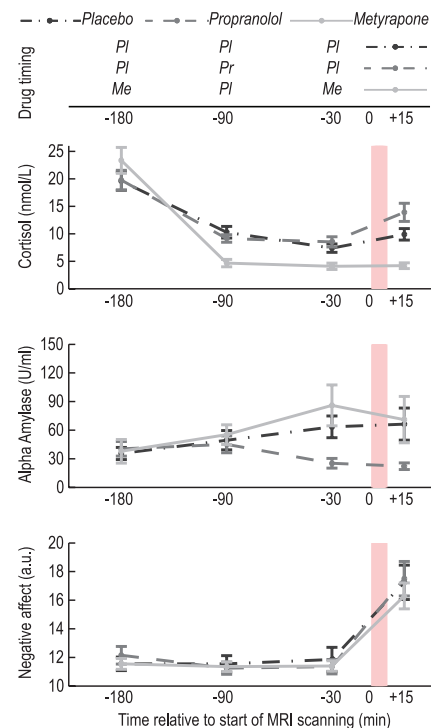 Placebo Propranolol Metyrapone
Drug timing
Pl Pl Pl
Pl Pr Pl
Me Pl Me
-180 -90 -30 0 +15
Cortisol (nmol/L)
25
20
15
10
5
0
-180 -90 -30 0 +15
Alpha Amylase (U/ml)
150
120
90
60
30
0
-180 -90 -30 0 +15
Negative affect (a.u.)
20
18
16
14
12
10
-180 -90 -30 0 +15
Time relative to start of MRI scanning (min)